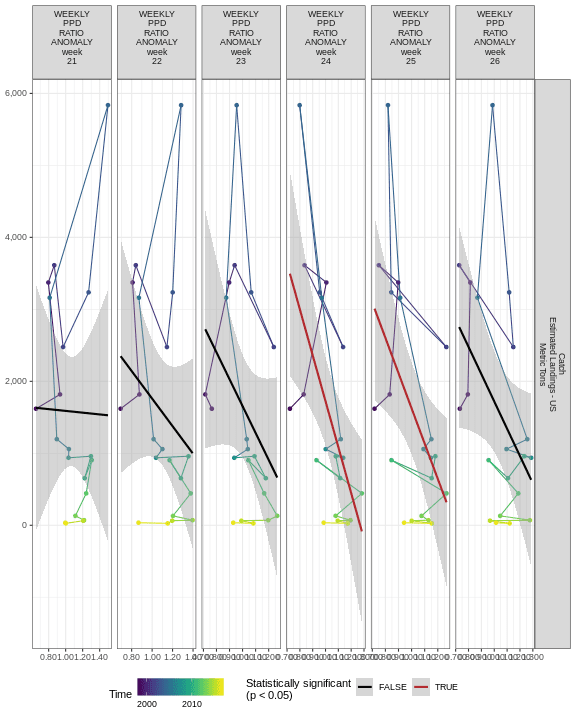 WEEKLY
PPD
RATIO
ANOMALY
week
21
WEEKLY
PPD
RATIO
ANOMALY
week
22
WEEKLY
PPD
RATIO
ANOMALY
week
23
WEEKLY
PPD
RATIO
ANOMALY
week
24
WEEKLY
PPD
RATIO
ANOMALY
week
25
WEEKLY
PPD
RATIO
ANOMALY
week
26
6,000
4,000
2,000
0
Catch
Estimated Landings - US
Metric Tons
0.80 1.00 1.20 1.40
0.80 1.00 1.20
Time
2000 2010
Statistically significant
(p < 0.05)
FALSE
TRUE